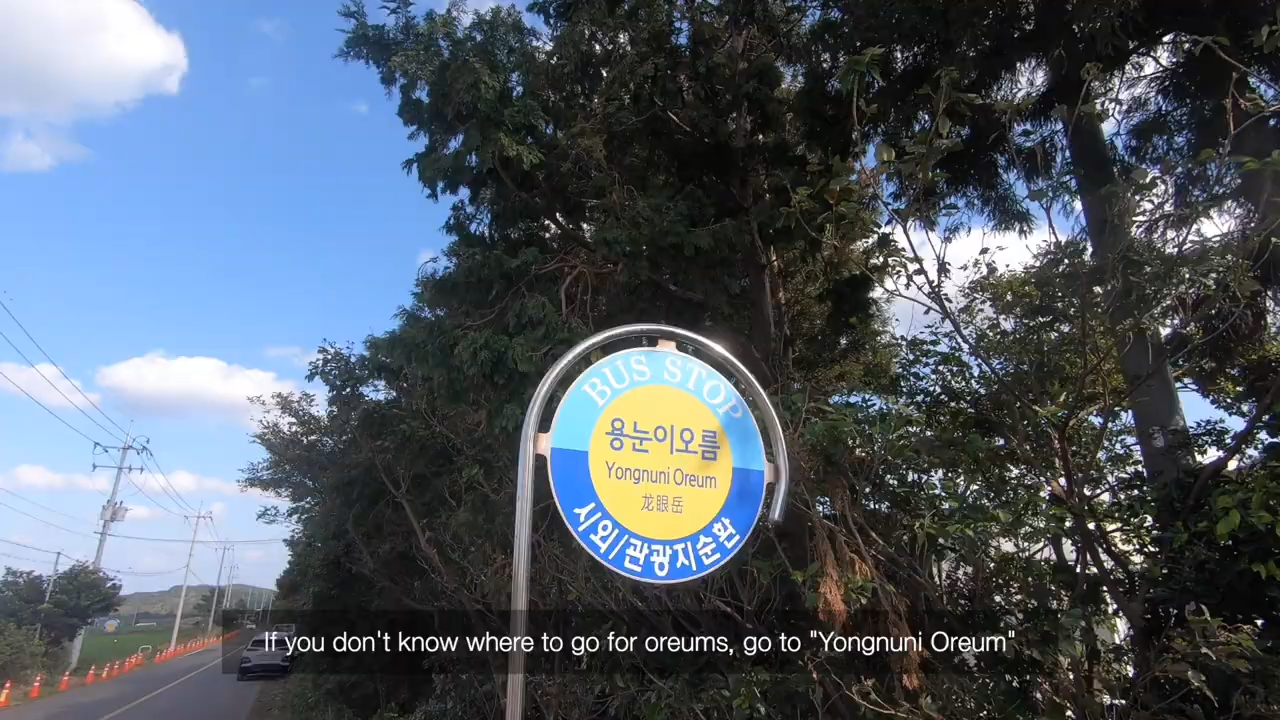 BUS STOP
용눈이오름
Yongnuni Oreum
龙眼岳
시외/관광지순환
If you don't know where to go for oreums, go to "Yongnuni Oreum"